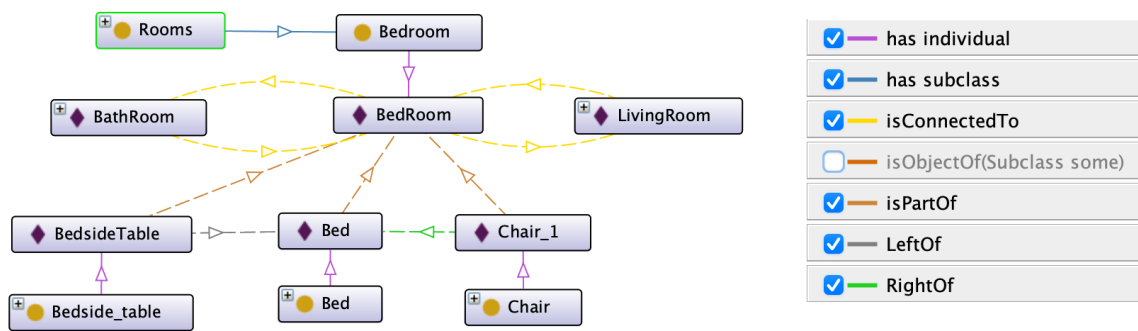 Rooms
Bedroom
BathRoom
BedRoom
LivingRoom
BedsideTable
Bed
Chair_1
Bedside_table
Bed
Chair
has individual
has subclass
isConnectedTo
isObjectOf(Subclass some)
isPartOf
LeftOf
RightOf